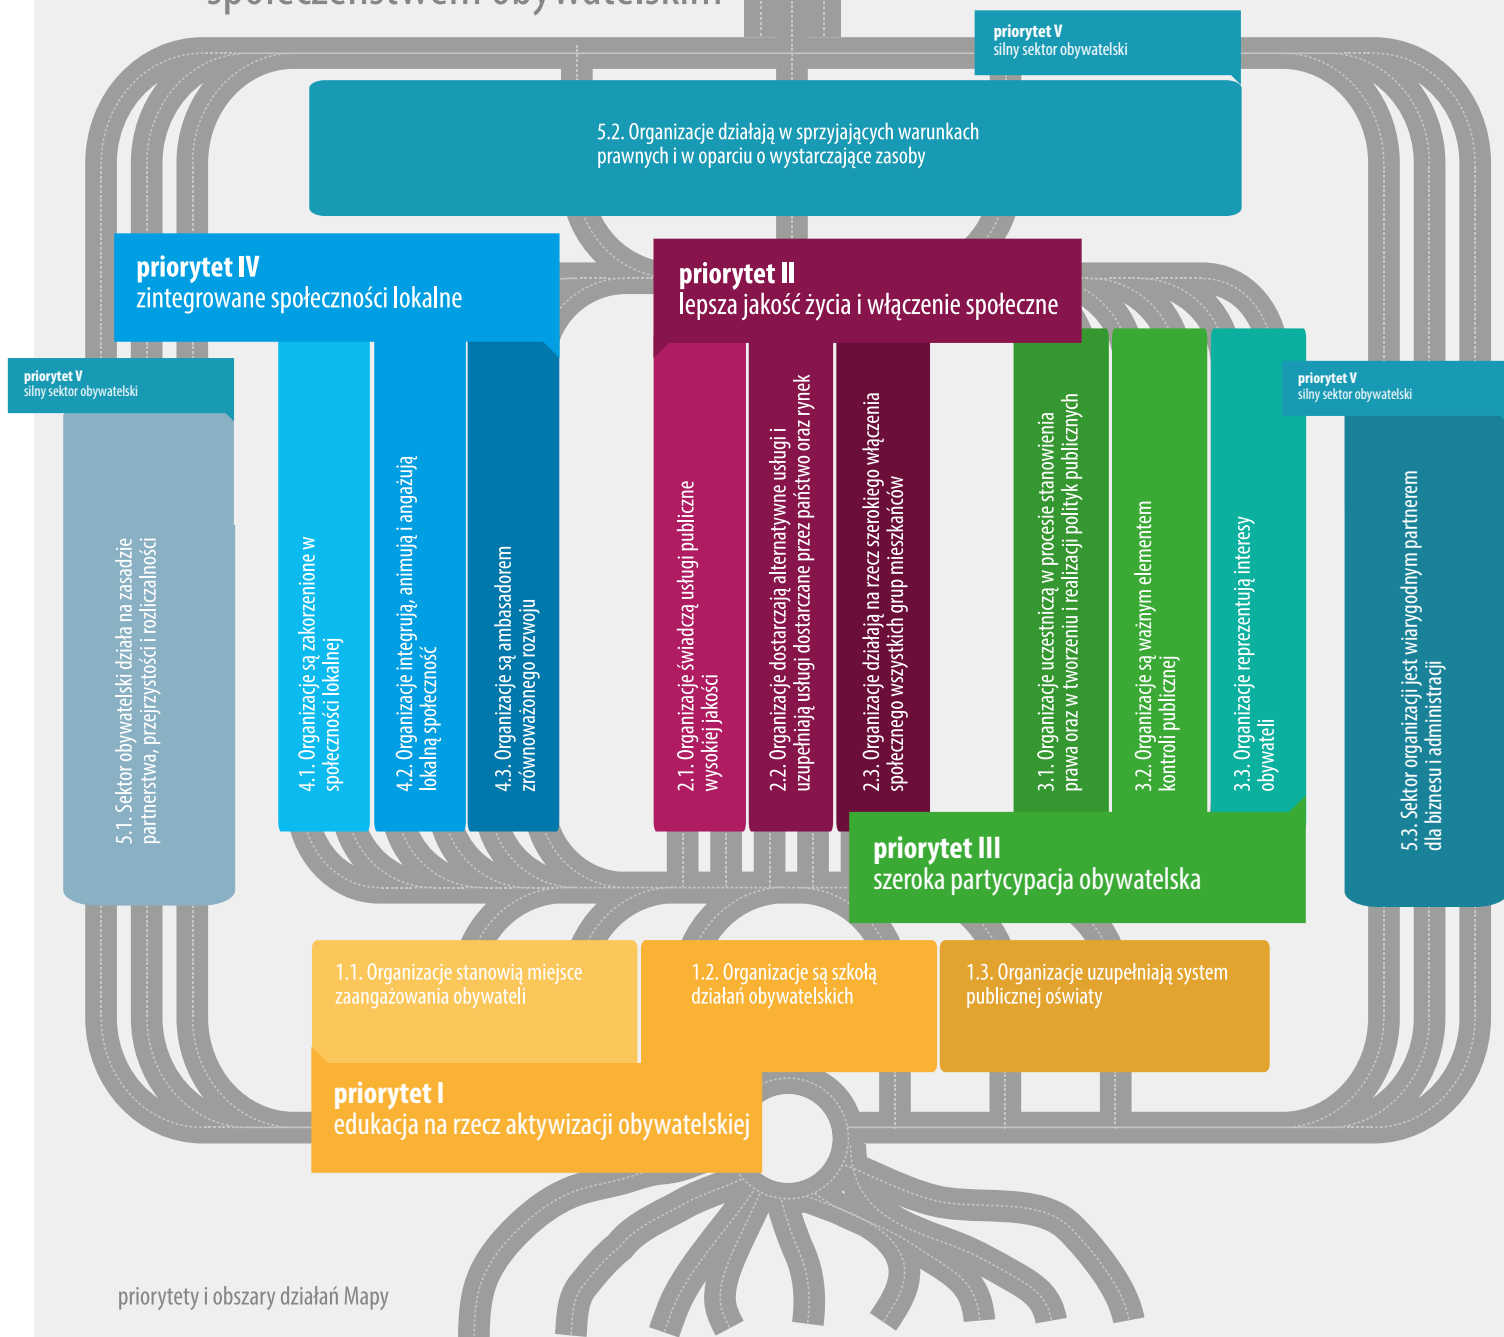 społeczeństwem obywatelskim
priorytet V
silny sektor obywatelski
5.2. Organizacje działają w sprzyjających warunkach
prawnych i w oparciu o wystarczające zasoby
priorytet IV
zintegrowane społeczności lokalne
priorytet II
lepsza jakość życia i włączenie społeczne
priorytet V
silny sektor obywatelski
priorytet V
silny sektor obywatelski
5.1. Sektor obywatelski działa na zasadzie
partnerstwa, przejrzystości i rozliczalności
4.1. Organizacje są zakorzenione w
społeczności lokalnej
4.2. Organizacje integrują, animują i angażują
lokalną społeczność
4.3. Organizacje są ambasadorem
zrównoważonego rozwoju
2.1. Organizacje świadczą usługi publiczne
wysokiej jakości
2.2. Organizacje dostarczają alternatywne usługi i
uzupełniają usługi dostarczane przez państwo oraz rynek
2.3. Organizacje działają na rzecz szerokiego włączenia
społecznego wszystkich grup mieszkańców
3.1. Organizacje uczestniczą w procesie stanowienia
prawa oraz w tworzeniu i realizacji polityk publicznych
3.2. Organizacje są ważnym elementem
kontroli publicznej
3.3. Organizacje reprezentują interesy
obywateli
5.3. Sektor organizacji jest wiarygodnym partnerem
dla biznesu i administracji
priorytet III
szeroka partycypacja obywatelska
1.1. Organizacje stanowią miejsce
zaangażowania obywateli
1.2. Organizacje są szkołą
działań obywatelskich
1.3. Organizacje uzupełniają system
publicznej oświaty
priorytet I
edukacja na rzecz aktywizacji obywatelskiej
priorytety i obszary działań Mapy